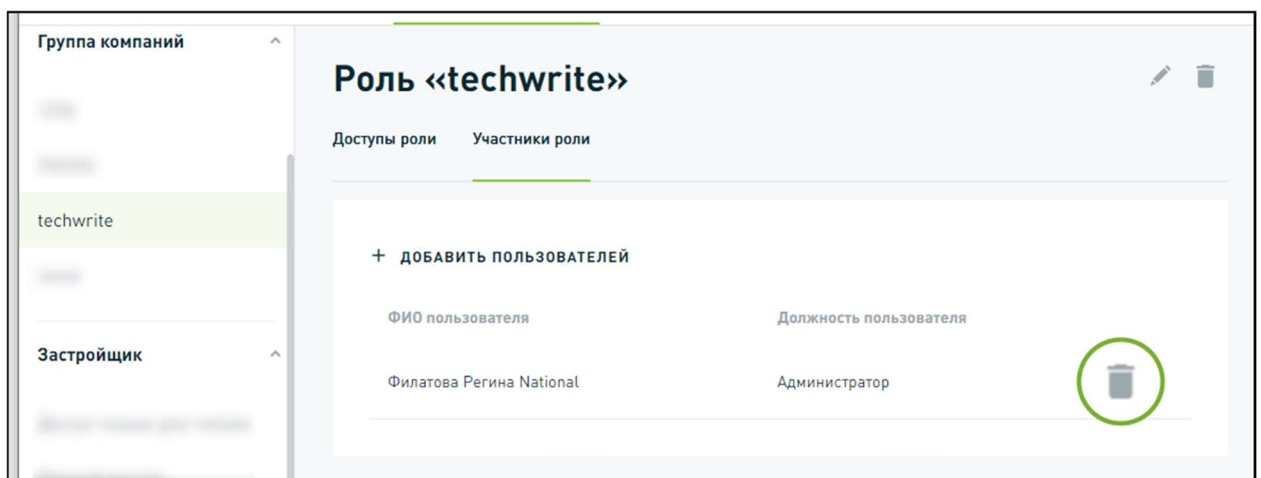 Группа компаний
techwrite
Застройщик
Роль «techwrite»
Доступы роли Участники роли
+ ДОБАВИТЬ ПОЛЬЗОВАТЕЛЕЙ
ФИО пользователя Должность пользователя
Филатова Регина National Администратор